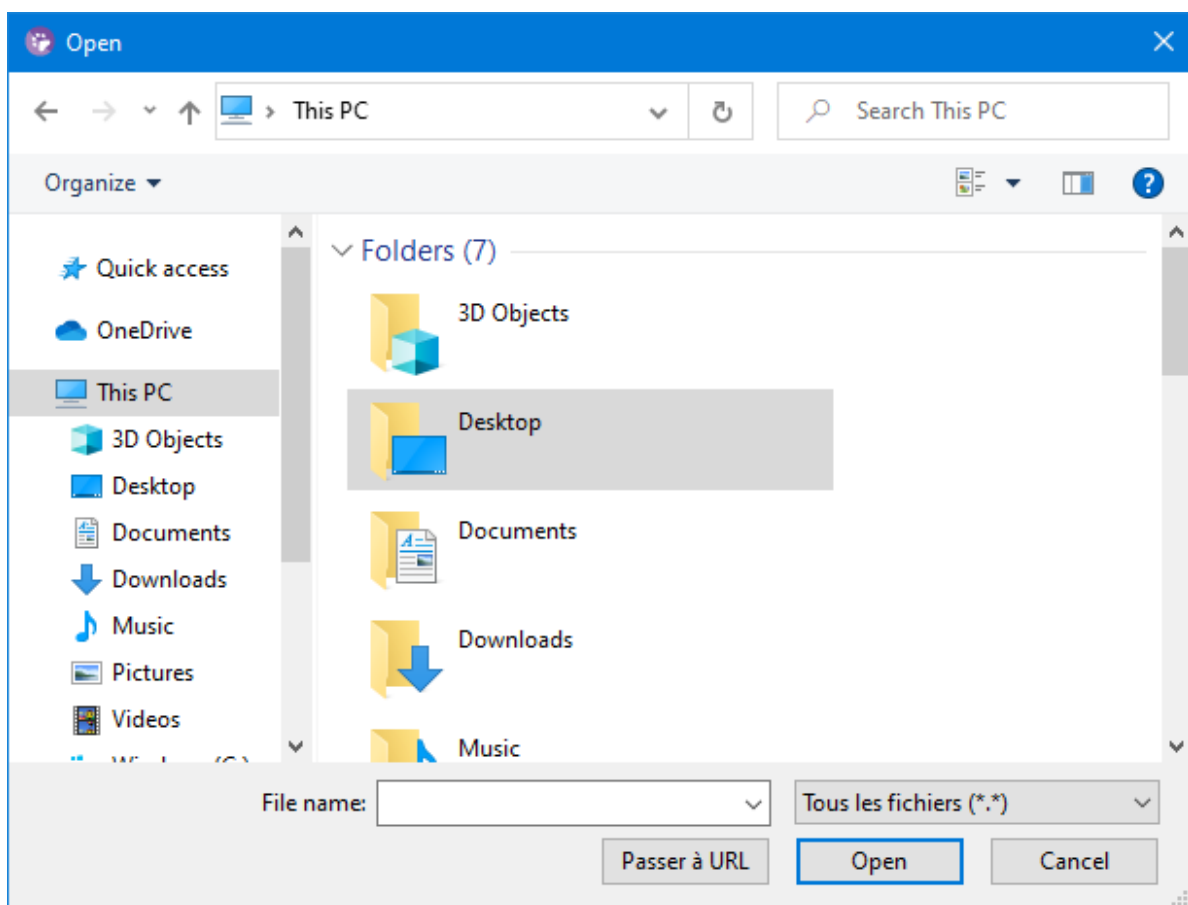 Open
This PC
Search This PC
Organize
Quick access
OneDrive
This PC
3D Objects
Desktop
Documents
Downloads
Music
Pictures
Videos
Folders (7)
3D Objects
Desktop
Documents
Downloads
Music
File name:
Tous les fichiers (*.*)
Passer à URL
Open
Cancel